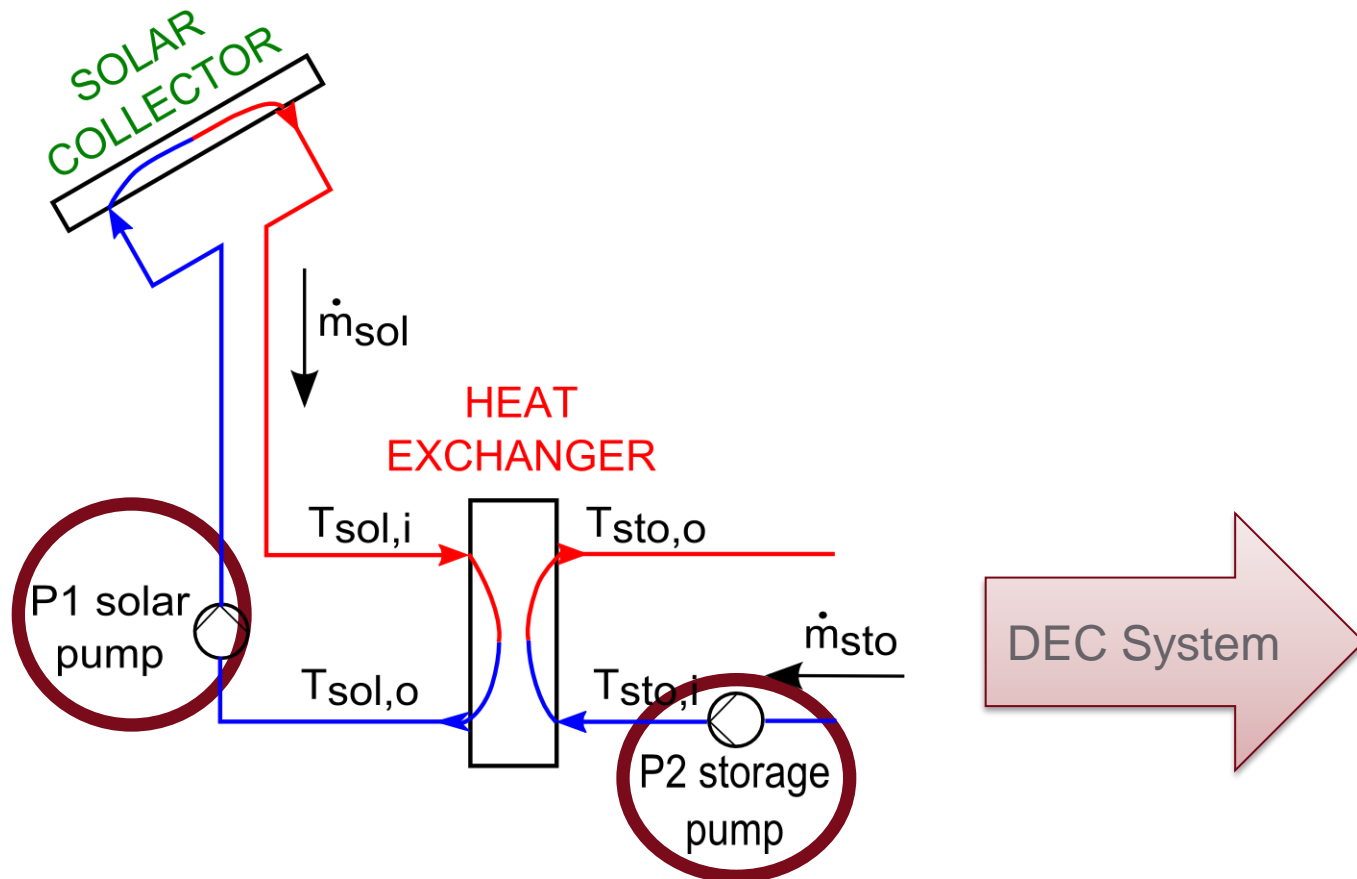 SOLAR
COLLECTOR
ṁsol
HEAT
EXCHANGER
Tsol,i
Tsto,o
P1 solar
pump
ṁsto
DEC System
Tsol,o
Tsto,i
P2 storage
pump